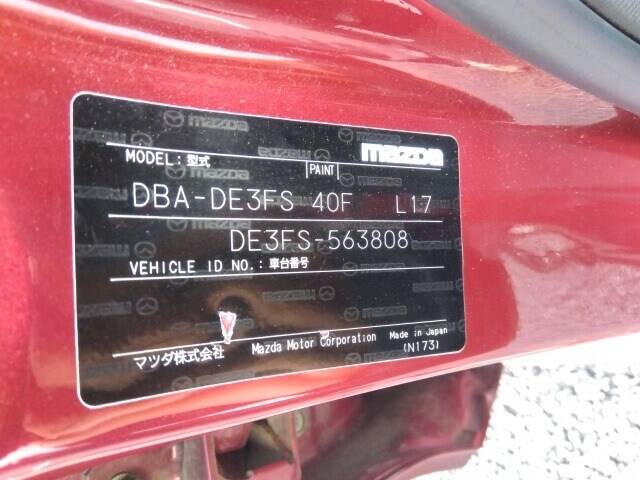 mazda
MODEL: 型式 PAINT
DBA-DE3FS 40F L17
DE3FS-563808
VEHICLE ID NO.: 車台番号
マツダ株式会社 Mazda Motor Corporation Made in Japan
(N173)